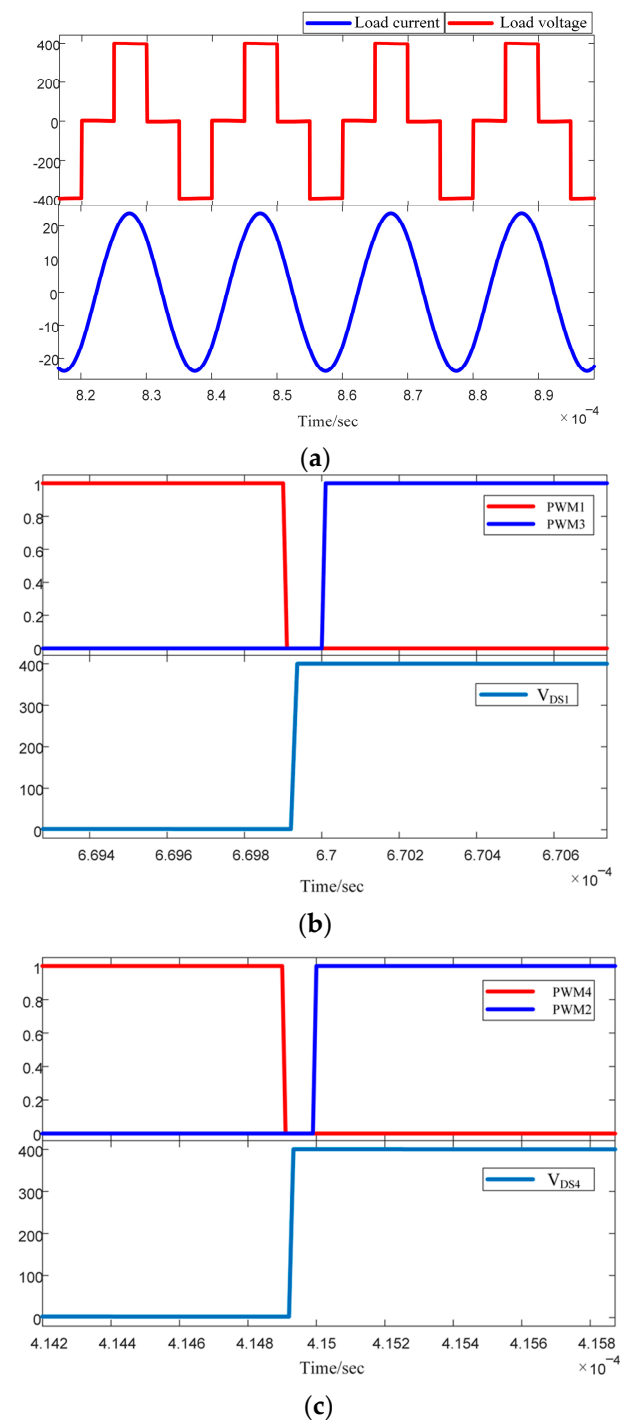 Load current Load voltage
400
200
0
-200
-400
20
10
0
-10
-20
8.2 8.3 8.4 8.5 8.6 8.7 8.8 8.9
×10⁻⁴
Time/sec
(a)
1
0.8
0.6
0.4
0.2
0
PWM1
PWM3
400
300
200
100
0
V_DS1
6.694 6.696 6.698 6.7 6.702 6.704 6.706
×10⁻⁴
Time/sec
(b)
1
0.8
0.6
0.4
0.2
0
PWM4
PWM2
400
300
200
100
0
V_DS4
4.142 4.144 4.146 4.148 4.15 4.152 4.154 4.156 4.158
×10⁻⁴
Time/sec
(c)